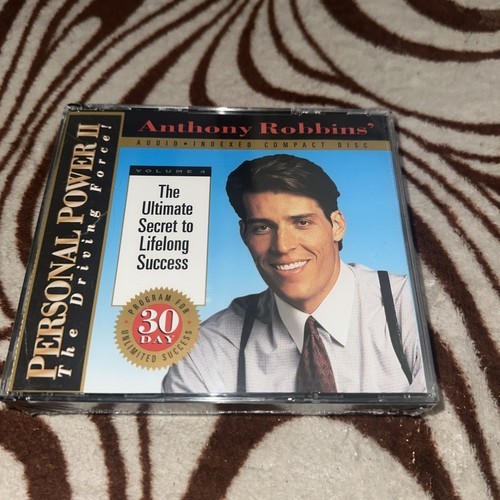 Anthony Robbins'
AUDIO • INDEXED COMPACT DISC
PERSONAL POWER II
The Driving Force!
VOLUME 4
The
Ultimate
Secret to
Lifelong
Success
PROGRAM FOR
30
DAY
UNLIMITED SUCCESS